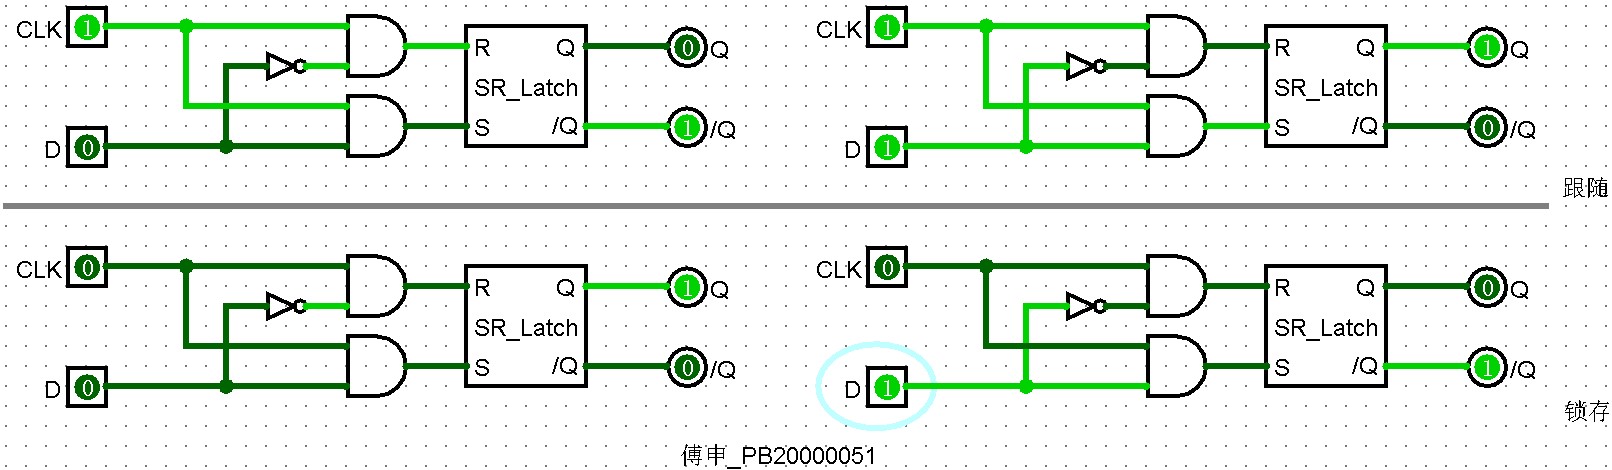 CLK 1 R Q 0 Q
SR_Latch
D 0 S /Q 1 /Q
CLK 1 R Q 1 Q
SR_Latch
D 1 S /Q 0 /Q
跟随
CLK 0 R Q 1 Q
SR_Latch
D 0 S /Q 0 /Q
CLK 0 R Q 0 Q
SR_Latch
D 1 S /Q 1 /Q
锁存
傅申_PB20000051